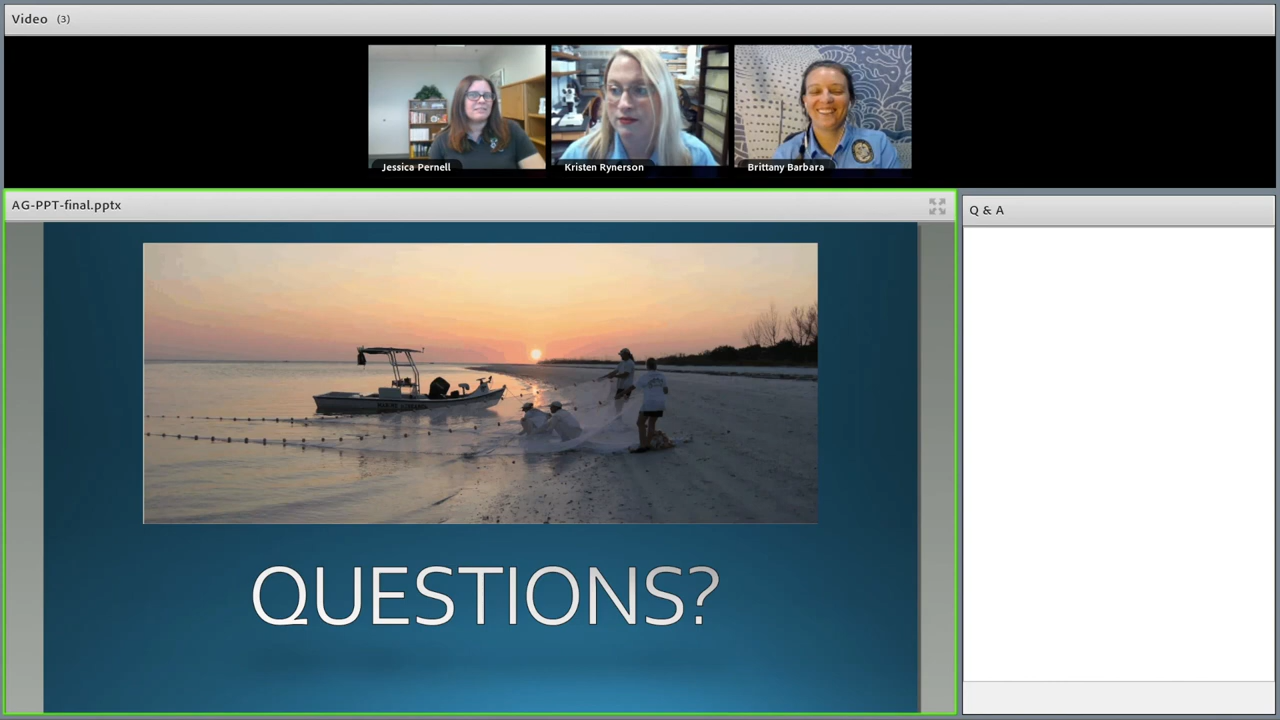 Video (3)
Jessica Pernell
Kristen Rynerson
Brittany Barbara
AG-PPT-final.pptx
Q & A
QUESTIONS?